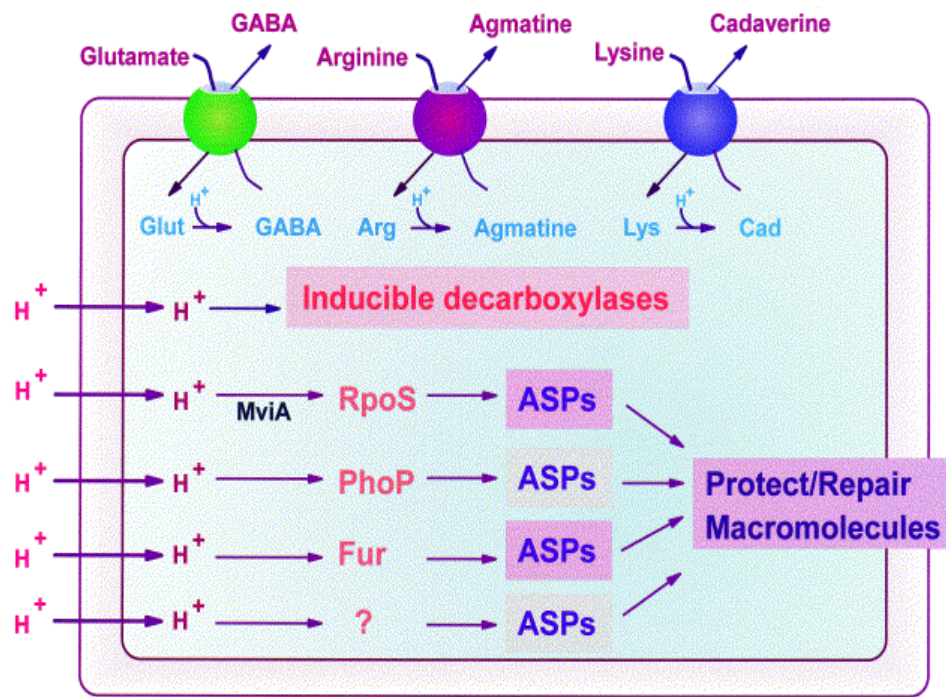 GABA
Agmatine
Cadaverine
Glutamate
Arginine
Lysine
H+
H+
H+
Glut
GABA
Arg
Agmatine
Lys
Cad
H+
H+
Inducible decarboxylases
H+
H+
MviA
RpoS
ASPs
H+
H+
PhoP
ASPs
Protect/Repair
Macromolecules
H+
H+
Fur
ASPs
H+
H+
?
ASPs